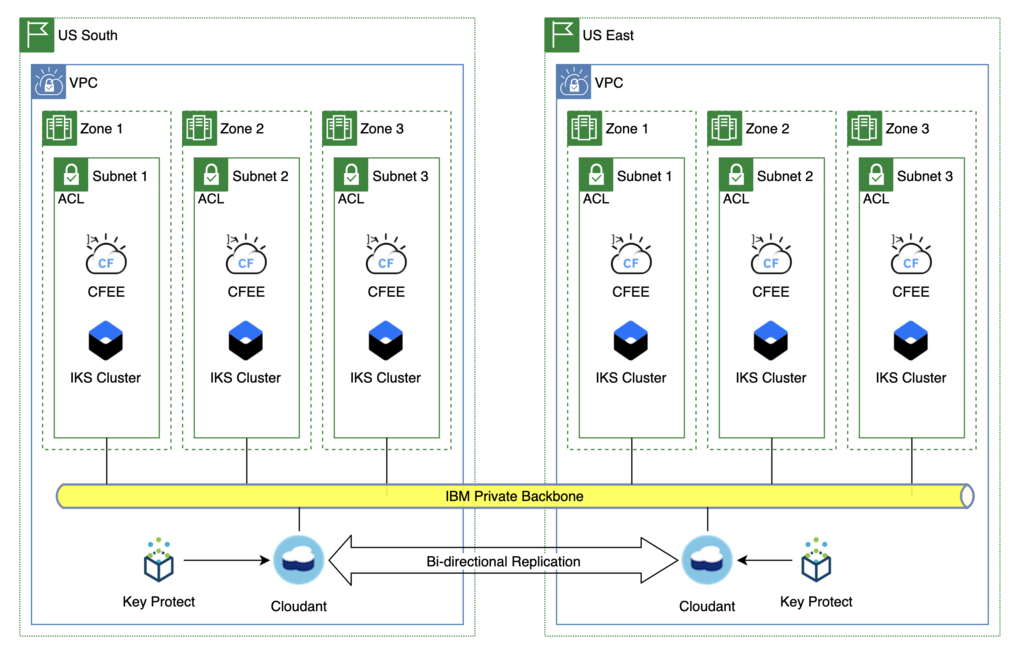 US South
US East
VPC
VPC
Zone 1
Zone 2
Zone 3
Zone 1
Zone 2
Zone 3
Subnet 1
Subnet 2
Subnet 3
Subnet 1
Subnet 2
Subnet 3
ACL
ACL
ACL
ACL
ACL
ACL
CF
CF
CF
CF
CF
CF
CFEE
CFEE
CFEE
CFEE
CFEE
CFEE
IKS Cluster
IKS Cluster
IKS Cluster
IKS Cluster
IKS Cluster
IKS Cluster
IBM Private Backbone
Bi-directional Replication
Key Protect
Cloudant
Cloudant
Key Protect